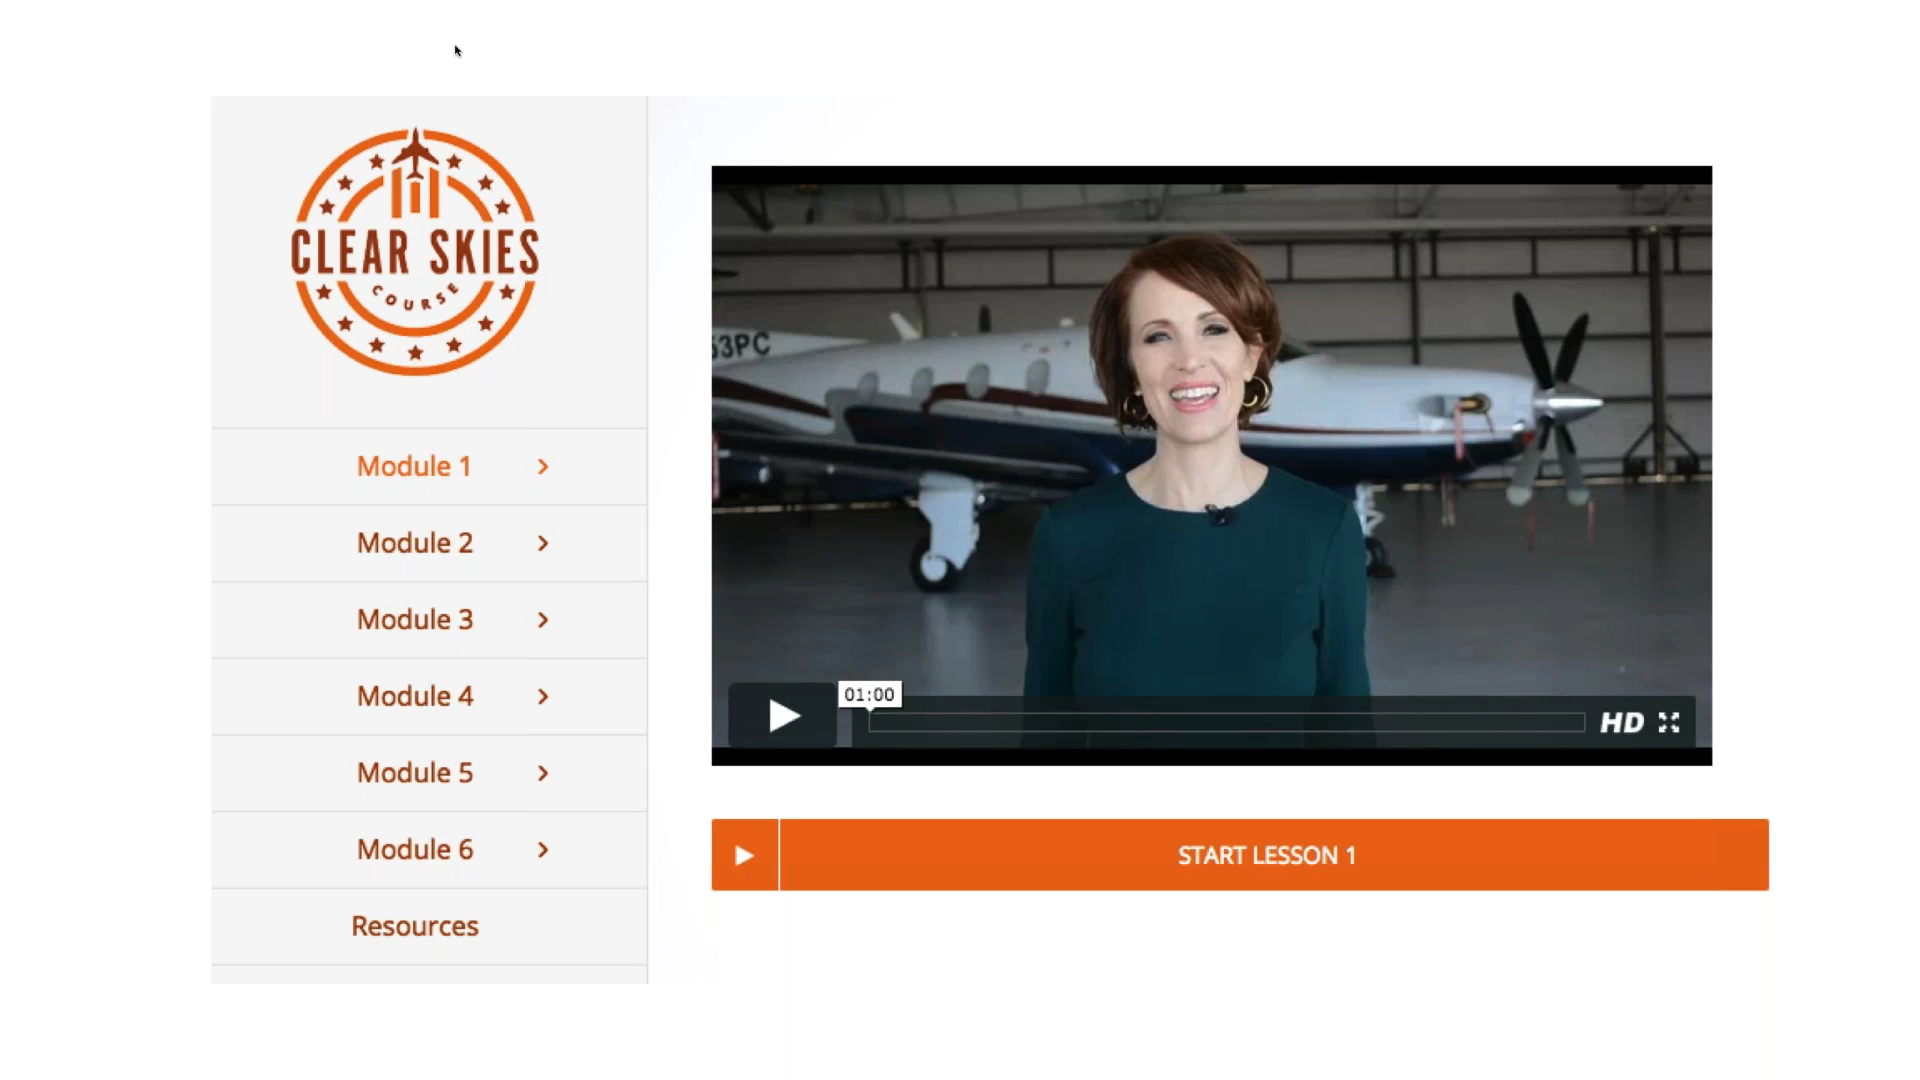 CLEAR SKIES
COURSE
Module 1
Module 2
Module 3
Module 4
Module 5
Module 6
Resources
53PC
01:00
HD
START LESSON 1